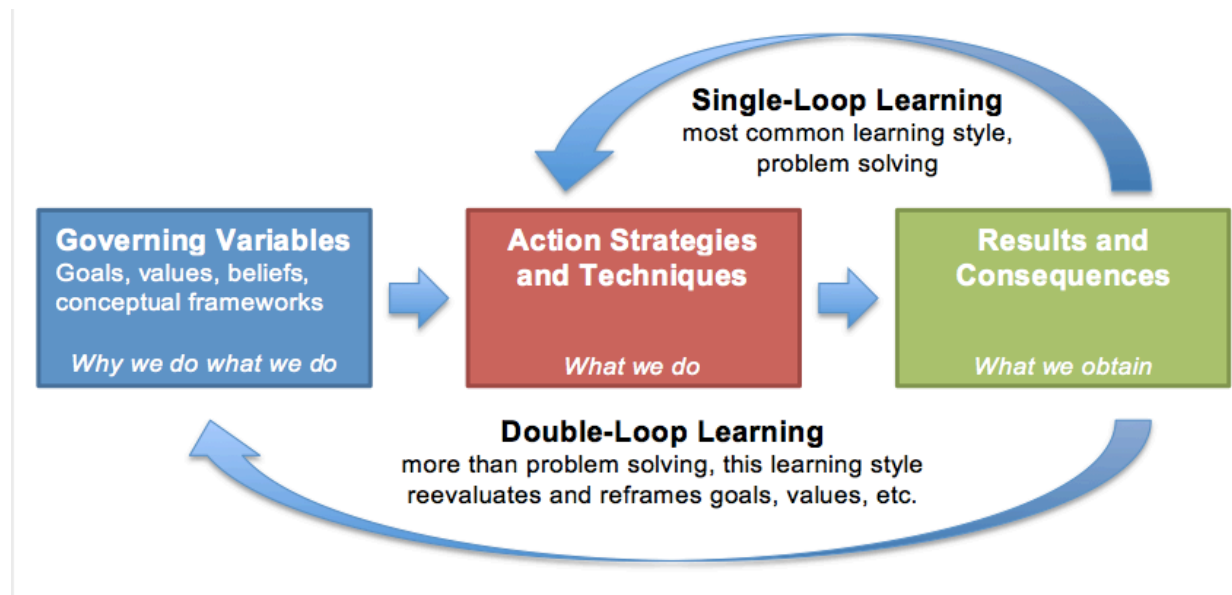 Single-Loop Learning
most common learning style,
problem solving
Governing Variables
Goals, values, beliefs,
conceptual frameworks
Why we do what we do
Action Strategies
and Techniques
What we do
Results and
Consequences
What we obtain
Double-Loop Learning
more than problem solving, this learning style
reevaluates and reframes goals, values, etc.